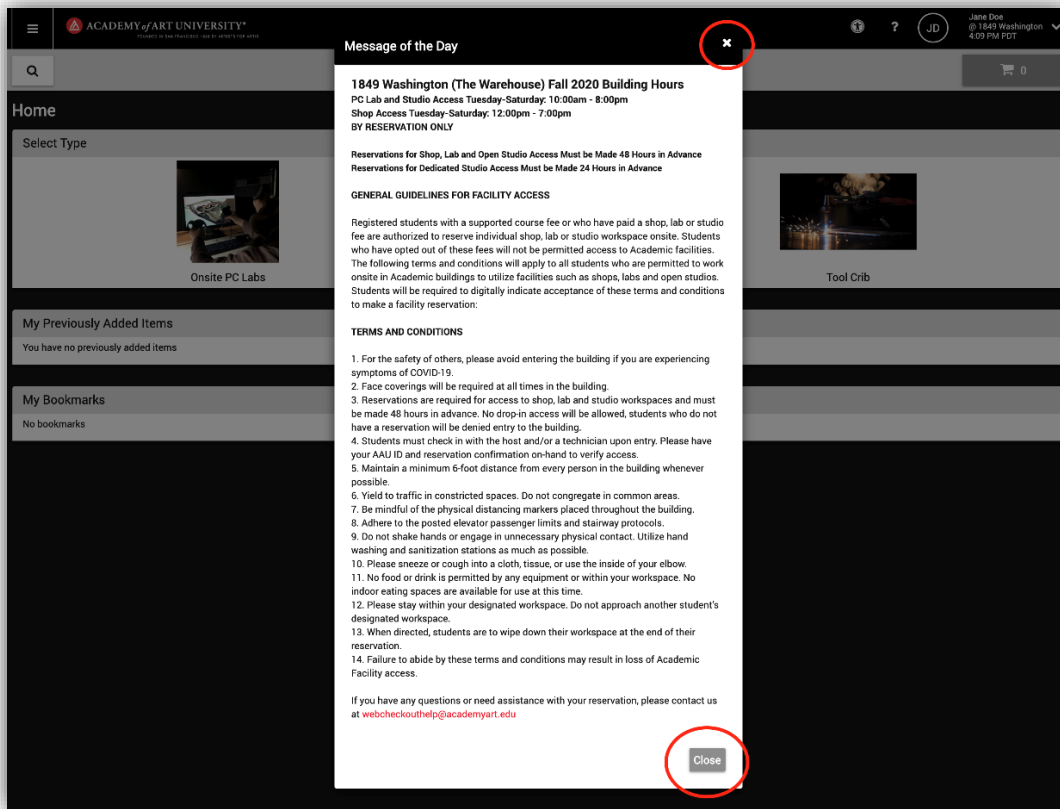 ACADEMY of ART UNIVERSITY®
FOUNDED IN SAN FRANCISCO 1929 BY ARTISTS FOR ARTISTS
Message of the Day
×
?
JD
Jane Doe
@ 1849 Washington
4:09 PM PDT
0
Home
Select Type
Onsite PC Labs
Tool Crib
My Previously Added Items
You have no previously added items
My Bookmarks
No bookmarks
1849 Washington (The Warehouse) Fall 2020 Building Hours
PC Lab and Studio Access Tuesday-Saturday: 10:00am - 8:00pm
Shop Access Tuesday-Saturday: 12:00pm - 7:00pm
BY RESERVATION ONLY
Reservations for Shop, Lab and Open Studio Access Must be Made 48 Hours in Advance
Reservations for Dedicated Studio Access Must be Made 24 Hours in Advance
GENERAL GUIDELINES FOR FACILITY ACCESS
Registered students with a supported course fee or who have paid a shop, lab or studio
fee are authorized to reserve individual shop, lab or studio workspace onsite. Students
who have opted out of these fees will not be permitted access to Academic facilities.
The following terms and conditions will apply to all students who are permitted to work
onsite in Academic buildings to utilize facilities such as shops, labs and open studios.
Students will be required to digitally indicate acceptance of these terms and conditions
to make a facility reservation:
TERMS AND CONDITIONS
1. For the safety of others, please avoid entering the building if you are experiencing
symptoms of COVID-19.
2. Face coverings will be required at all times in the building.
3. Reservations are required for access to shop, lab and studio workspaces and must
be made 48 hours in advance. No drop-in access will be allowed, students who do not
have a reservation will be denied entry to the building.
4. Students must check in with the host and/or a technician upon entry. Please have
your AAU ID and reservation confirmation on-hand to verify access.
5. Maintain a minimum 6-foot distance from every person in the building whenever
possible.
6. Yield to traffic in constricted spaces. Do not congregate in common areas.
7. Be mindful of the physical distancing markers placed throughout the building.
8. Adhere to the posted elevator passenger limits and stairway protocols.
9. Do not shake hands or engage in unnecessary physical contact. Utilize hand
washing and sanitization stations as much as possible.
10. Please sneeze or cough into a cloth, tissue, or use the inside of your elbow.
11. No food or drink is permitted by any equipment or within your workspace. No
indoor eating spaces are available for use at this time.
12. Please stay within your designated workspace. Do not approach another student's
designated workspace.
13. When directed, students are to wipe down their workspace at the end of their
reservation.
14. Failure to abide by these terms and conditions may result in loss of Academic
Facility access.
If you have any questions or need assistance with your reservation, please contact us
at webcheckouthelp@academyart.edu
Close